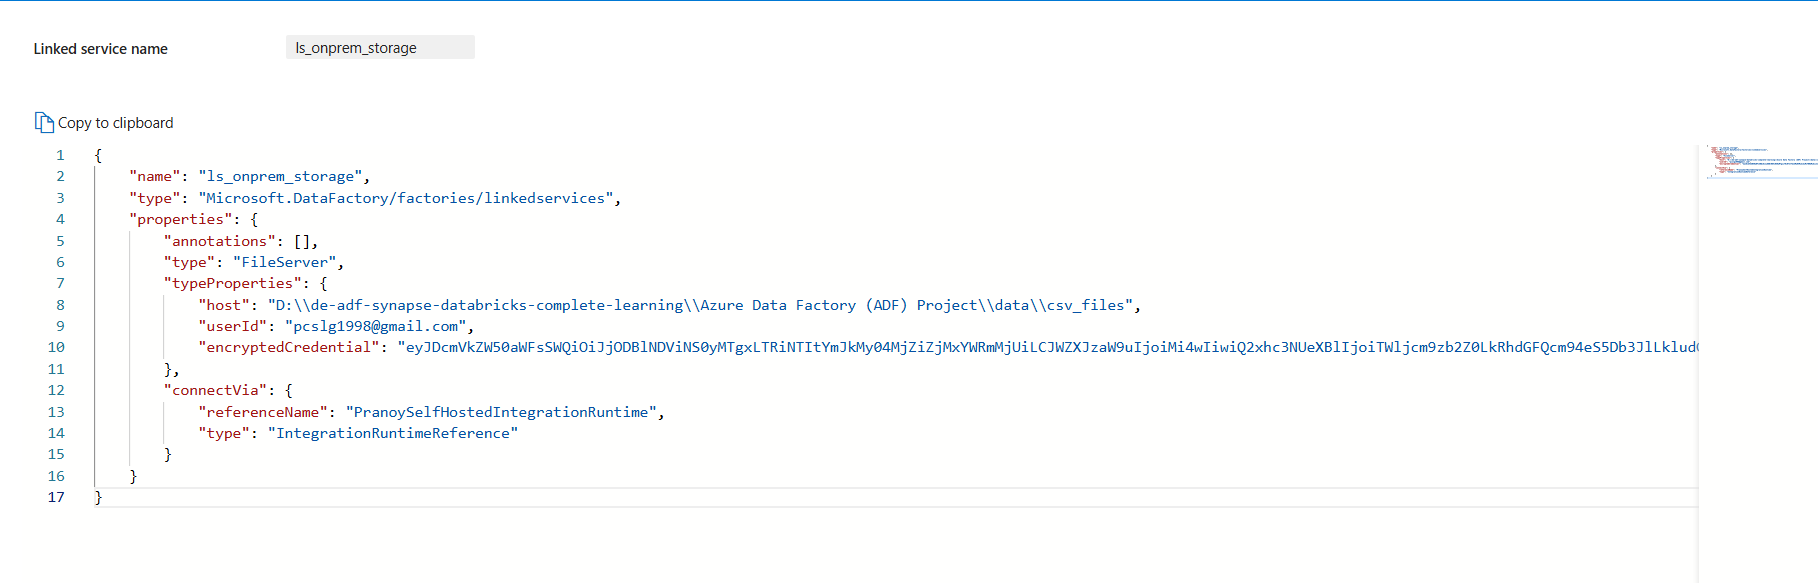 Linked service name
ls_onprem_storage
Copy to clipboard
1 {
2 "name": "ls_onprem_storage",
3 "type": "Microsoft.DataFactory/factories/linkedservices",
4 "properties": {
5 "annotations": [],
6 "type": "FileServer",
7 "typeProperties": {
8 "host": "D:\\de-adf-synapse-databricks-complete-learning\\Azure Data Factory (ADF) Project\\data\\csv_files",
9 "userId": "pcslg1998@gmail.com",
10 "encryptedCredential":
11 },
12 "connectVia": {
13 "referenceName": "PranoySelfHostedIntegrationRuntime",
14 "type": "IntegrationRuntimeReference"
15 }
16 }
17 }